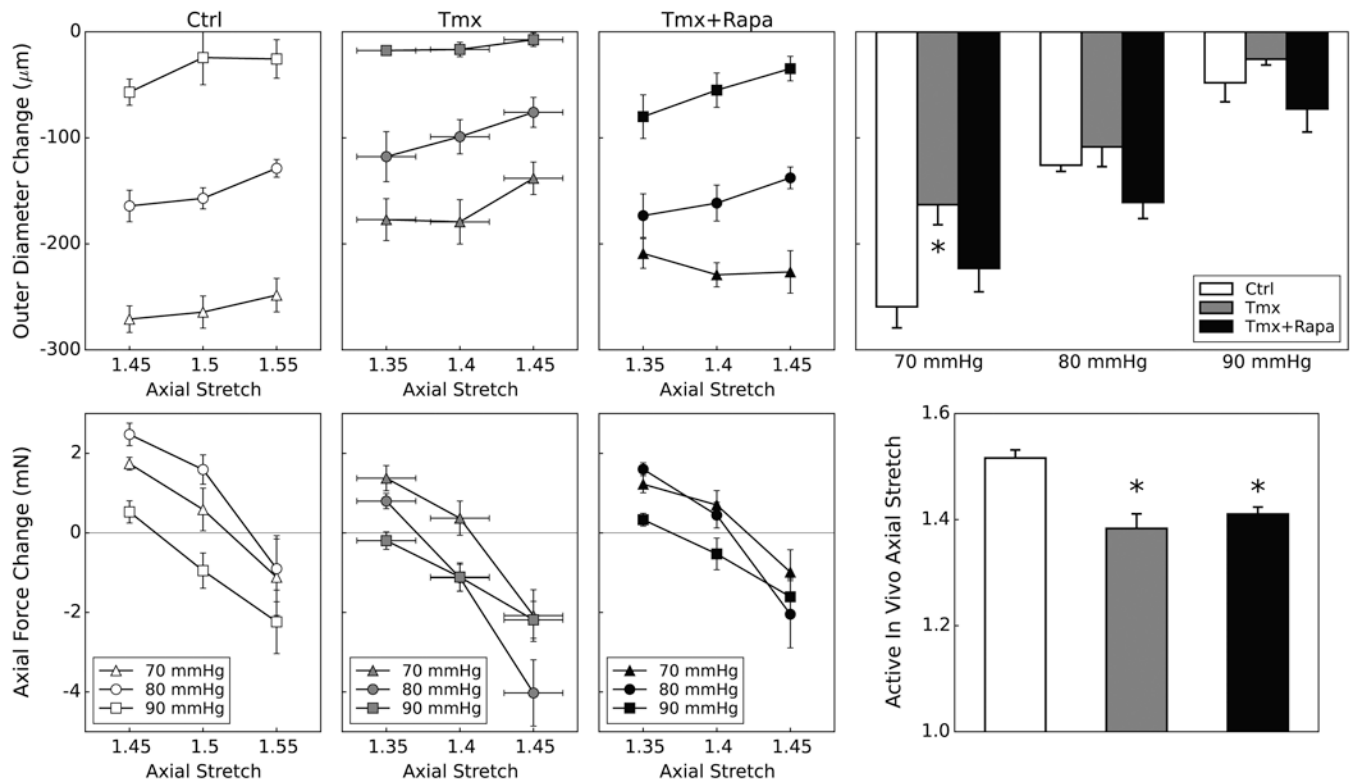 Ctrl
Tmx
Tmx+Rapa
Outer Diameter Change (μm)
0
-100
-200
-300
1.45 1.5 1.55
Axial Stretch
1.35 1.4 1.45
Axial Stretch
1.35 1.4 1.45
Axial Stretch
*
Ctrl
Tmx
Tmx+Rapa
70 mmHg 80 mmHg 90 mmHg
Axial Force Change (mN)
2
0
-2
-4
70 mmHg
80 mmHg
90 mmHg
1.45 1.5 1.55
Axial Stretch
70 mmHg
80 mmHg
90 mmHg
1.35 1.4 1.45
Axial Stretch
70 mmHg
80 mmHg
90 mmHg
1.35 1.4 1.45
Axial Stretch
Active In Vivo Axial Stretch
1.6
1.4
1.2
1.0
* *